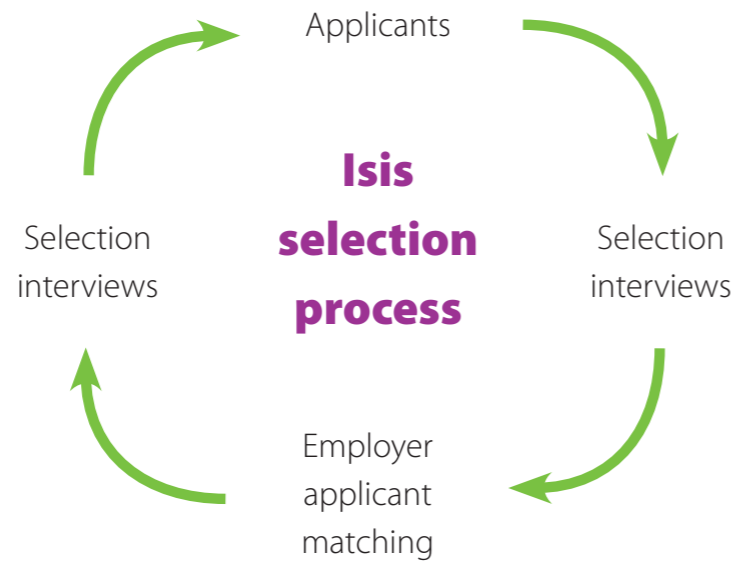 Applicants
Isis
selection
process
Selection
interviews
Selection
interviews
Employer
applicant
matching